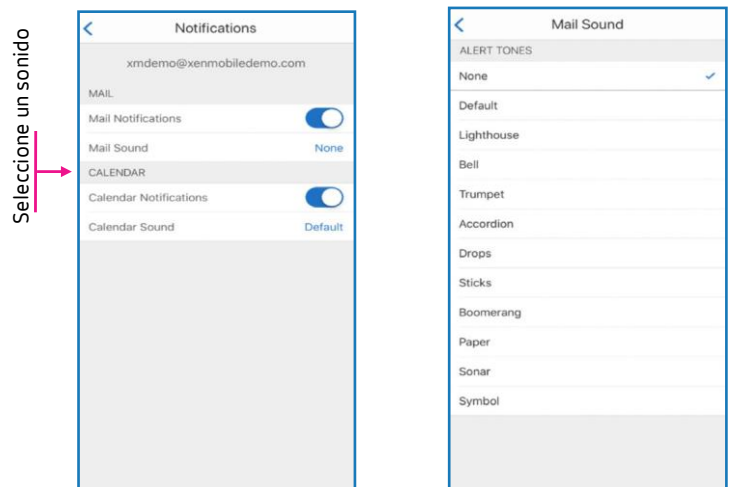 Seleccione un sonido
Notifications
xmdemo@xenmobiledemo.com
MAIL
Mail Notifications
Mail Sound None
CALENDAR
Calendar Notifications
Calendar Sound Default
Mail Sound
ALERT TONES
None
Default
Lighthouse
Bell
Trumpet
Accordion
Drops
Sticks
Boomerang
Paper
Sonar
Symbol